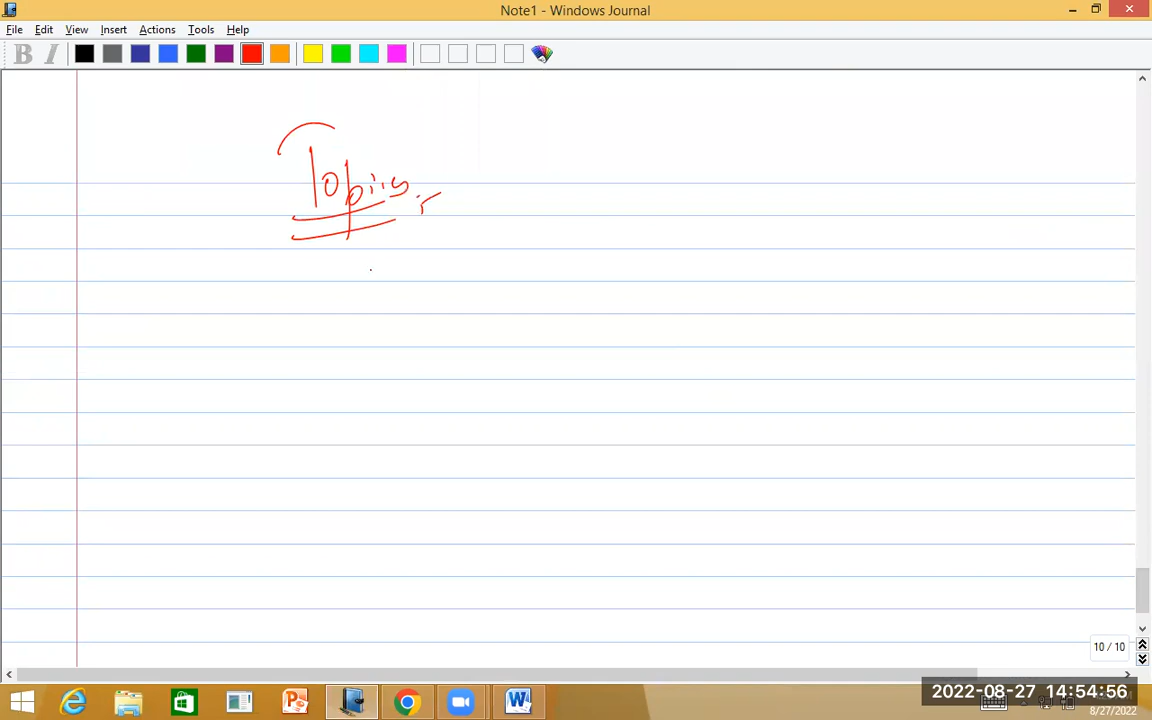 Note1 - Windows Journal
File Edit View Insert Actions Tools Help
B I
Topics
10 / 10
2022-08-27 14:54:56
8/27/2022